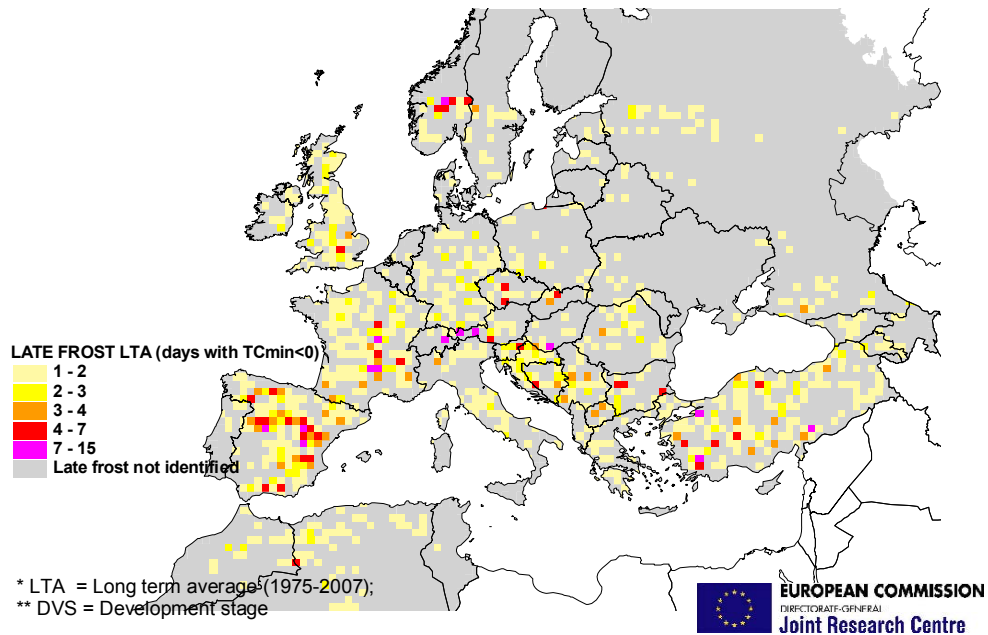 LATE FROST LTA (days with TCmin<0)
1 - 2
2 - 3
3 - 4
4 - 7
7 - 15
Late frost not identified
* LTA = Long term average (1975-2007);
** DVS = Development stage
EUROPEAN COMMISSION
DIRECTORATE-GENERAL
Joint Research Centre